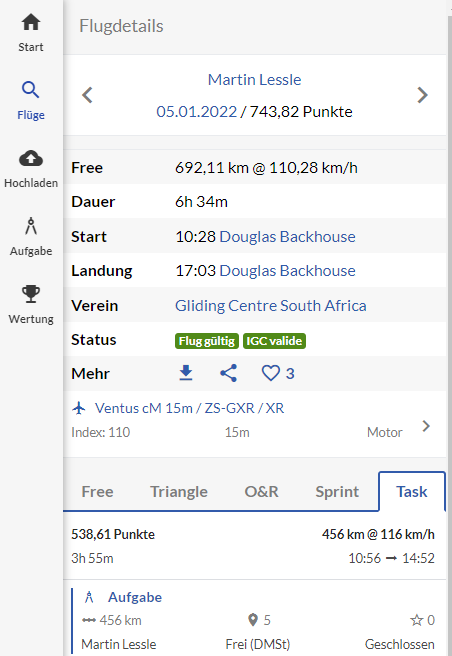 Flugdetails
Start
Flüge
Hochladen
Aufgabe
Wertung
Martin Lessle
05.01.2022 / 743,82 Punkte
Free 692,11 km @ 110,28 km/h
Dauer 6h 34m
Start 10:28 Douglas Backhouse
Landung 17:03 Douglas Backhouse
Verein Gliding Centre South Africa
Status Flug gültig IGC valide
Mehr 3
Ventus cM 15m / ZS-GXR / XR
Index: 110 15m Motor
Free Triangle O&R Sprint Task
538,61 Punkte 456 km @ 116 km/h
3h 55m 10:56 → 14:52
Aufgabe
456 km 5 0
Martin Lessle Frei (DMSt) Geschlossen